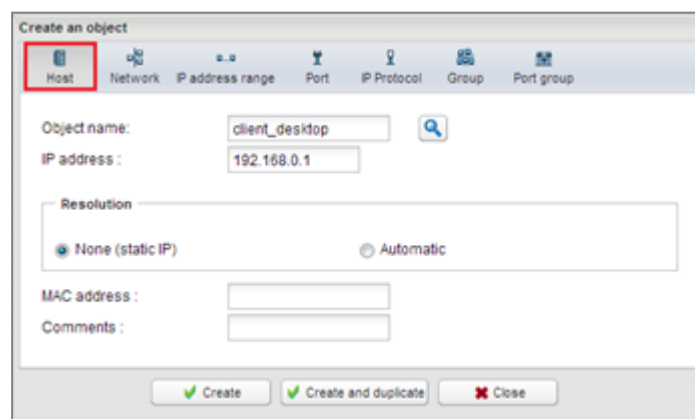 Create an object
Host Network IP address range Port IP Protocol Group Port group
Object name: client_desktop
IP address : 192.168.0.1
Resolution
None (static IP) Automatic
MAC address :
Comments :
Create Create and duplicate Close